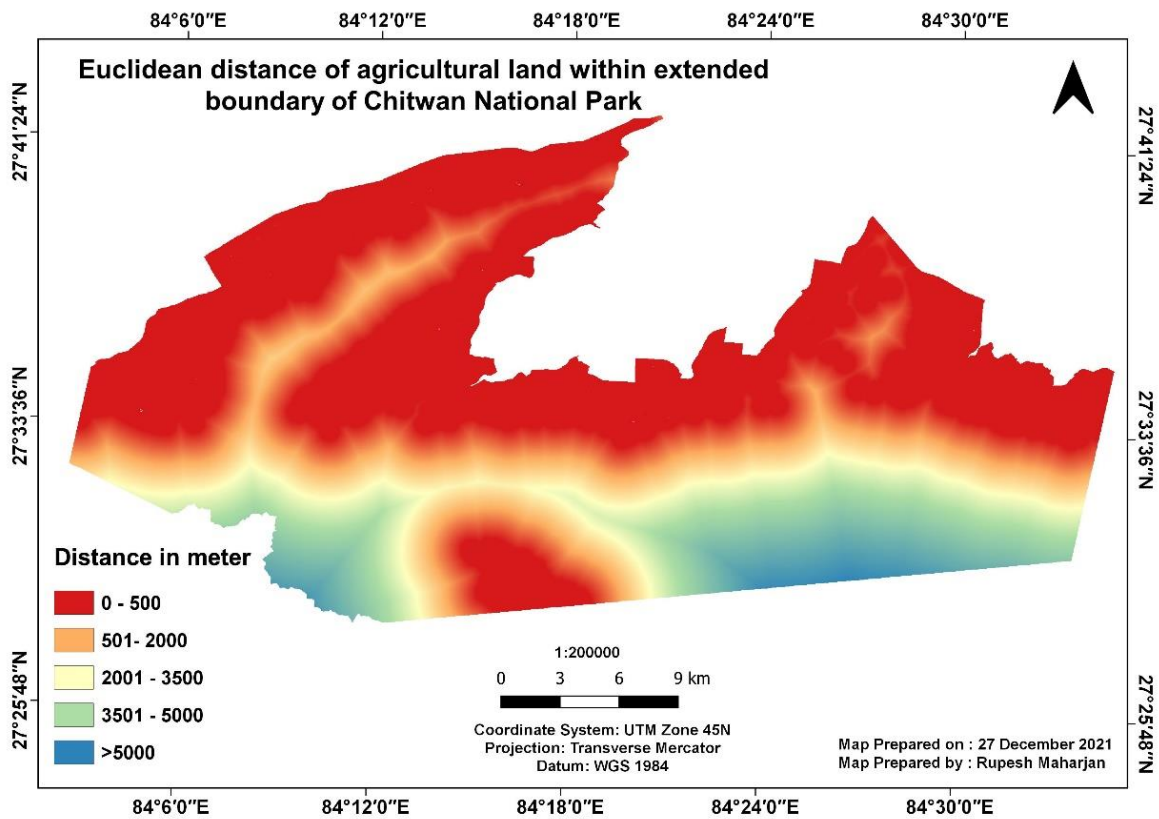 84°6'0"E 84°12'0"E 84°18'0"E 84°24'0"E 84°30'0"E
Euclidean distance of agricultural land within extended
boundary of Chitwan National Park
27°41'24"N
27°41'24"N
27°33'36"N
27°33'36"N
Distance in meter
0 - 500
501- 2000
2001 - 3500
3501 - 5000
>5000
1:200000
0 3 6 9 km
Coordinate System: UTM Zone 45N
Projection: Transverse Mercator
Datum: WGS 1984
27°25'48"N
27°25'48"N
Map Prepared on : 27 December 2021
Map Prepared by : Rupesh Maharjan
84°6'0"E 84°12'0"E 84°18'0"E 84°24'0"E 84°30'0"E